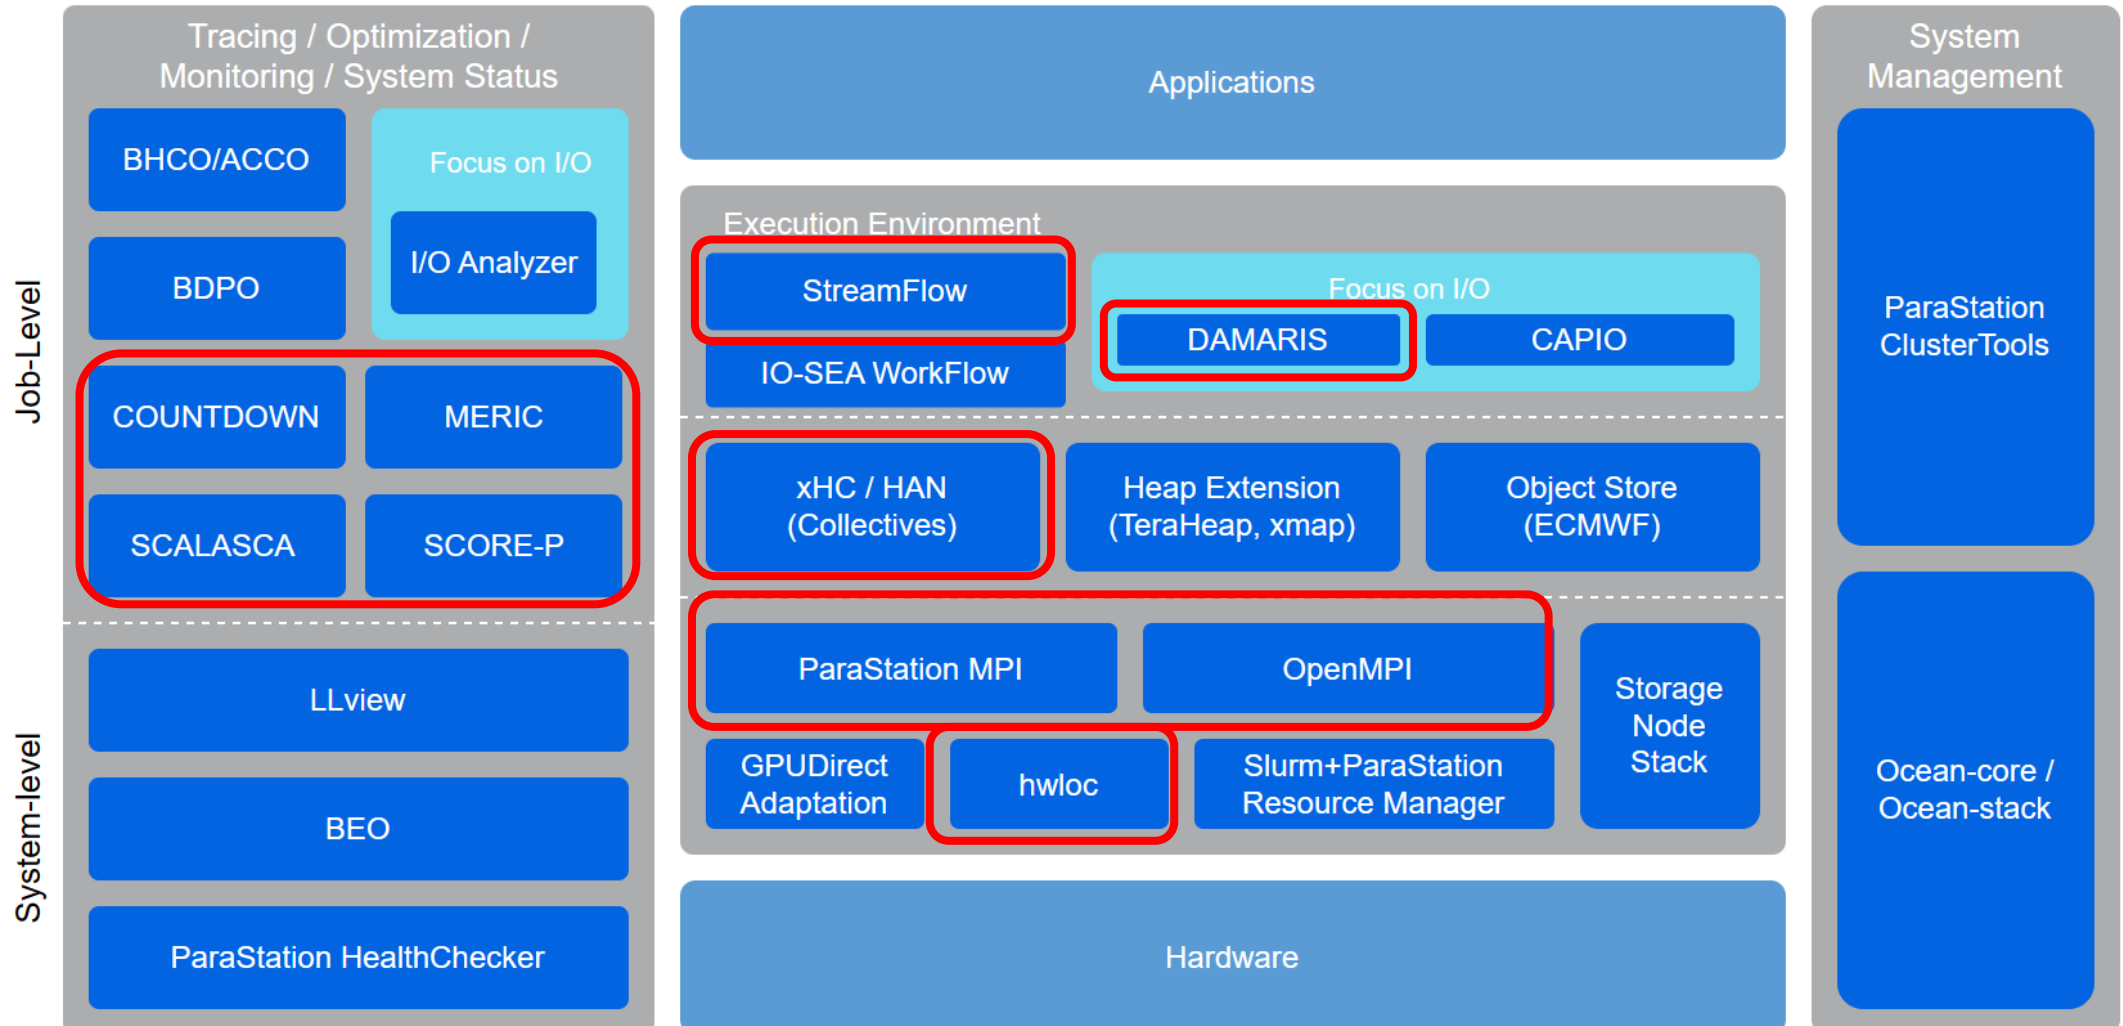 Tracing / Optimization /
Monitoring / System Status
BHCO/ACCO
Focus on I/O
I/O Analyzer
BDPO
COUNTDOWN
MERIC
SCALASCA
SCORE-P
LLview
BEO
ParaStation HealthChecker
Job-Level
System-level
Applications
Execution Environment
StreamFlow
IO-SEA WorkFlow
Focus on I/O
DAMARIS
CAPIO
xHC / HAN
(Collectives)
Heap Extension
(TeraHeap, xmap)
Object Store
(ECMWF)
ParaStation MPI
OpenMPI
GPUDirect
Adaptation
hwloc
Slurm+ParaStation
Resource Manager
Storage
Node
Stack
Hardware
System
Management
ParaStation
ClusterTools
Ocean-core /
Ocean-stack